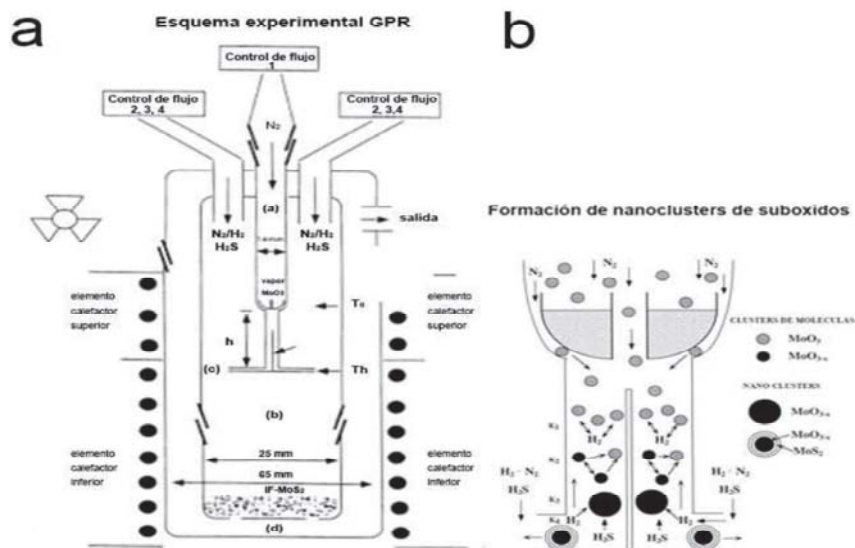 a
Esquema experimental GPR
Control de flujo
1
Control de flujo
2, 3, 4
Control de flujo
2, 3,4
N₂
(a)
salida
N₂/H₂
H₂S
N₂/H₂
H₂S
vapor
MoO3
elemento
calefactor
superior
elemento
calefactor
superior
h
Th
(c)
(b)
25 mm
65 mm
elemento
calefactor
inferior
elemento
calefactor
Inferior
IF-MoS₂
(d)
b
Formación de nanoclusters de suboxidos
N₂
N₂
N₂
CLUSTERS DE MOLECULAS
MoO₃
MoO₃₋ₓ
NANO CLUSTERS
MoO₃₋ₓ
MoO₃₋ₓ
MoS₂
K₁
H₂
H₂
K₂
H₂ · N₂
H₂S
H₂ · N₂
H₂S
K₃
K₄
H₂
H₂
H₂S
H₂S